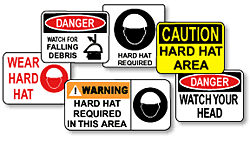 DANGER
WATCH FOR
FALLING
DEBRIS
HARD HAT
REQUIRED
CAUTION
HARD HAT
AREA
WEAR
HARD
HAT
WARNING
HARD HAT
REQUIRED
IN THIS AREA
DANGER
WATCH YOUR
HEAD